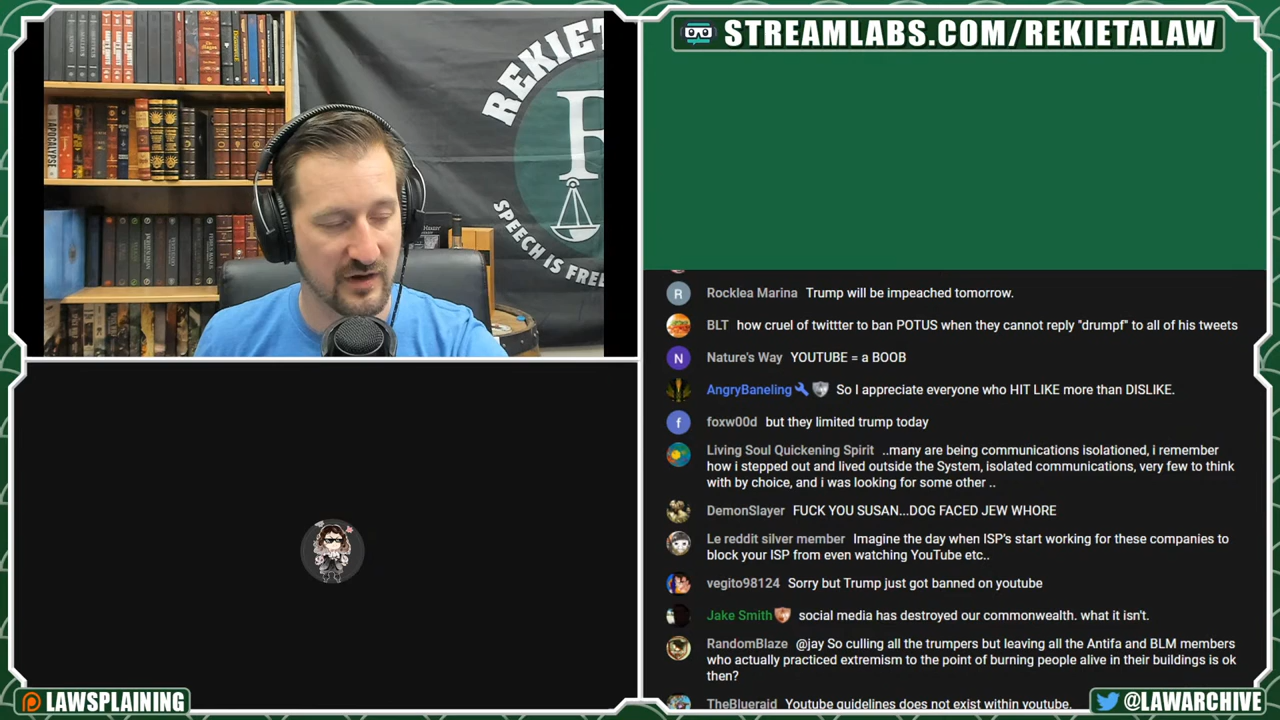 STREAMLABS.COM/REKIETALAW
REKIET
R
SPEECH IS FREE
APOCALYPSE
Rocklea Marina Trump will be impeached tomorrow.
BLT how cruel of twittter to ban POTUS when they cannot reply "drumpf" to all of his tweets
N
Nature's Way YOUTUBE = a BOOB
AngryBaneling So I appreciate everyone who HIT LIKE more than DISLIKE.
f
foxw00d but they limited trump today
Living Soul Quickening Spirit ..many are being communications isolationed, i remember
how i stepped out and lived outside the System, isolated communications, very few to think
with by choice, and i was looking for some other ..
DemonSlayer FUCK YOU SUSAN...DOG FACED JEW WHORE
Le reddit silver member Imagine the day when ISP's start working for these companies to
block your ISP from even watching YouTube etc..
vegito98124 Sorry but Trump just got banned on youtube
Jake Smith social media has destroyed our commonwealth. what it isn't.
RandomBlaze @jay So culling all the trumpers but leaving all the Antifa and BLM members
who actually practiced extremism to the point of burning people alive in their buildings is ok
then?
TheBlueraid Youtube guidelines does not exist within youtube.
LAWSPLAINING
@LAWARCHIVE